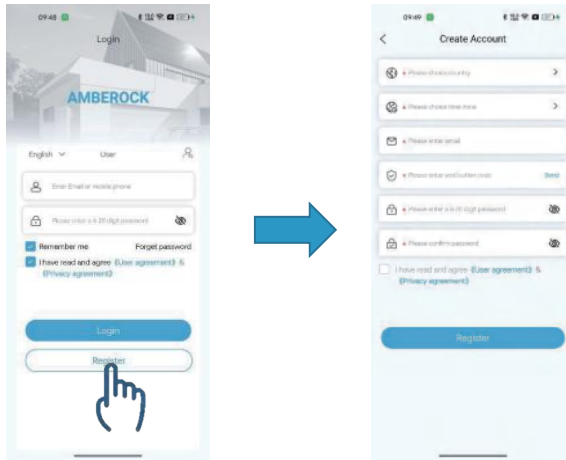 09:48
Login
AMBEROCK
English
User
Enter Email or mobile phone
Please enter a 6-20 digit password
Remember me
Forget password
I have read and agree 《User agreement》 &
《Privacy agreement》
Login
Register
09:49
Create Account
* Please choose country
* Please choose time zone
* Please enter email
* Please enter verification code
Send
* Please enter a 6-20 digit password
* Please confirm password
I have read and agree 《User agreement》 &
《Privacy agreement》
Register